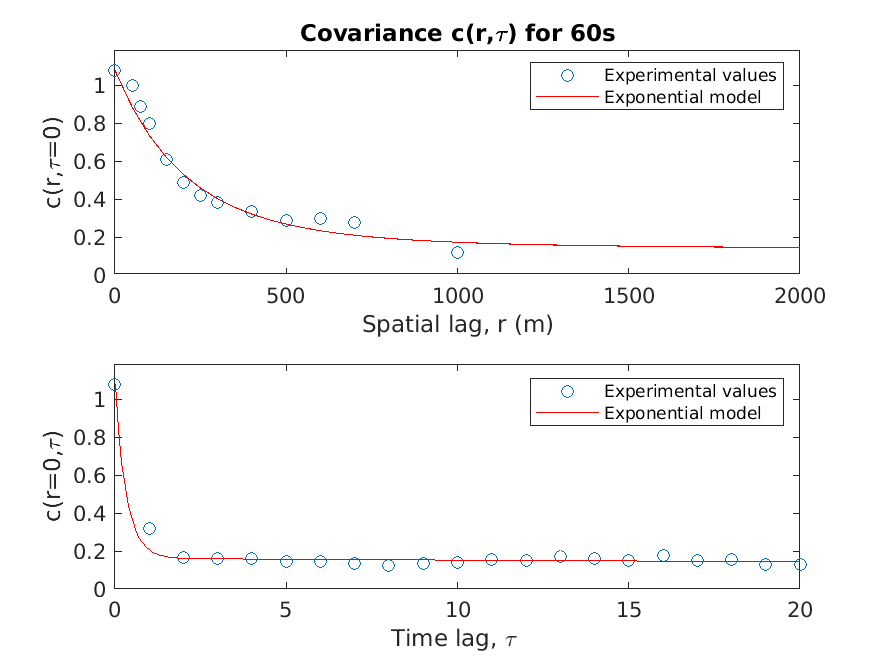 Covariance c(r,τ) for 60s
c(r,τ=0)
1
0.8
0.6
0.4
0.2
0
Experimental values
Exponential model
0 500 1000 1500 2000
Spatial lag, r (m)
c(r=0,τ)
1
0.8
0.6
0.4
0.2
0
Experimental values
Exponential model
0 5 10 15 20
Time lag, τ